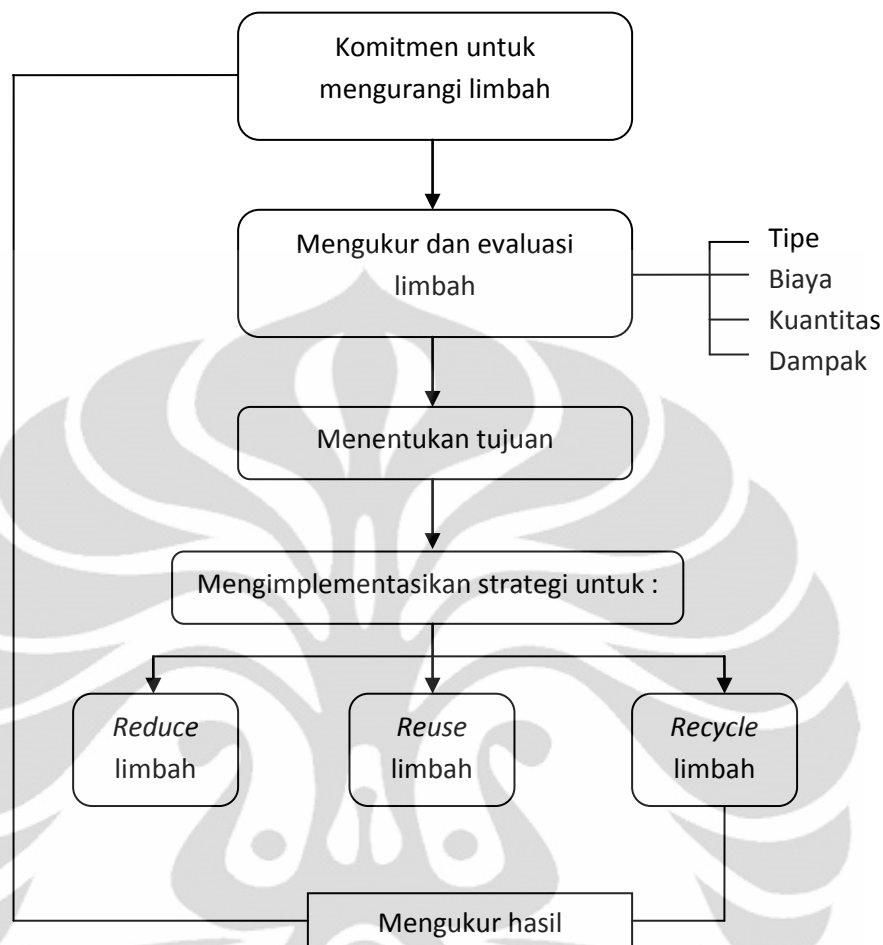 Komitmen untuk
mengurangi limbah
Mengukur dan evaluasi
limbah
Tipe
Biaya
Kuantitas
Dampak
Menentukan tujuan
Mengimplementasikan strategi untuk :
Reduce
limbah
Reuse
limbah
Recycle
limbah
Mengukur hasil